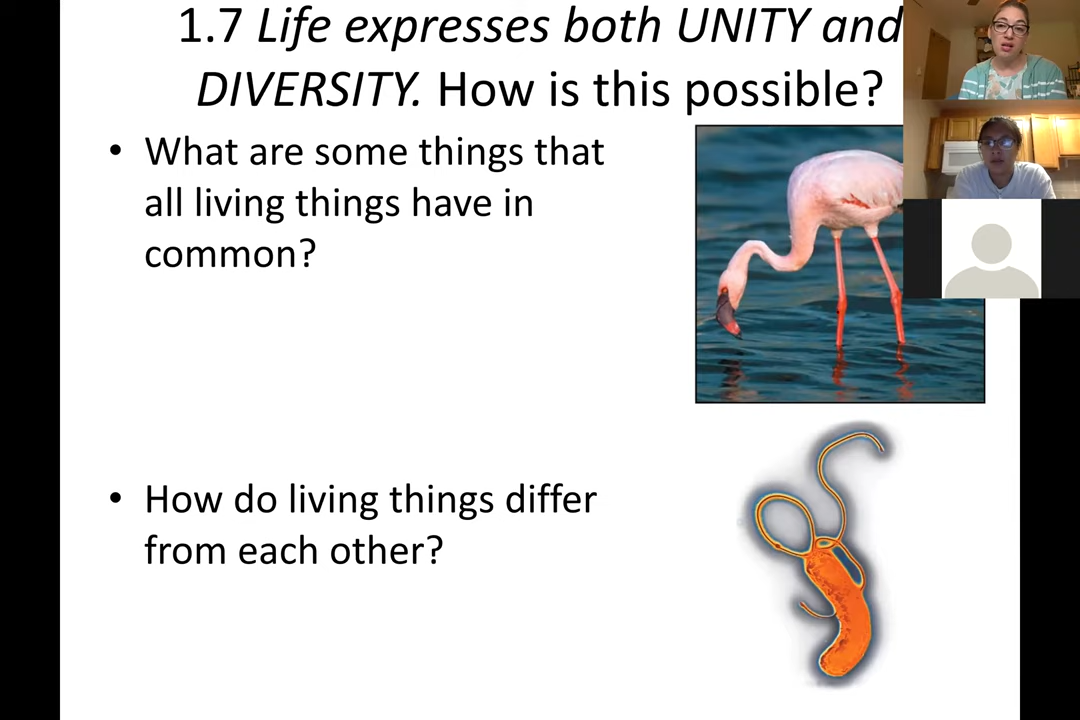 1.7 Life expresses both UNITY and
DIVERSITY. How is this possible?
• What are some things that
all living things have in
common?
• How do living things differ
from each other?